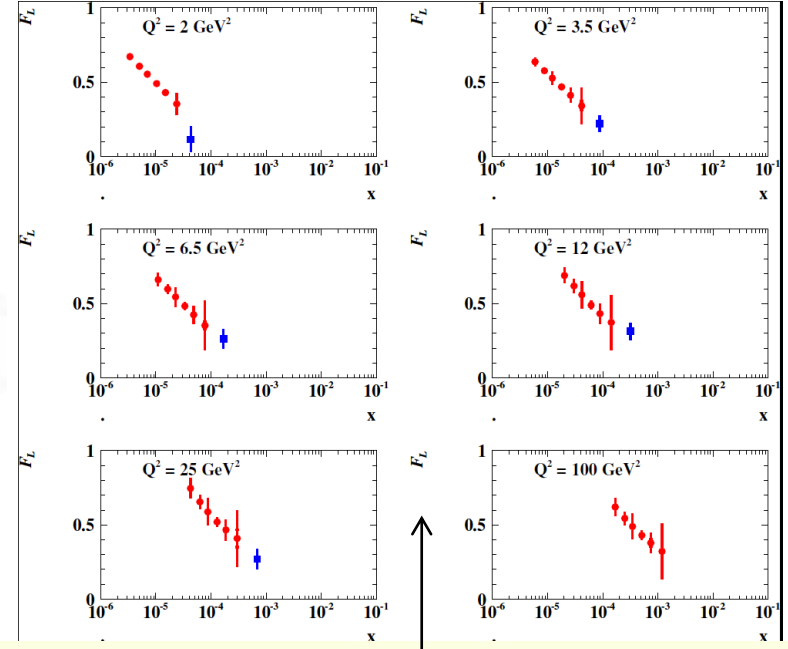 F_L
1
0.5
0
Q² = 2 GeV²
10⁻⁶ 10⁻⁵ 10⁻⁴ 10⁻³ 10⁻² 10⁻¹
x
.
F_L
1
0.5
0
Q² = 3.5 GeV²
10⁻⁶ 10⁻⁵ 10⁻⁴ 10⁻³ 10⁻² 10⁻¹
x
.
F_L
1
0.5
0
Q² = 6.5 GeV²
10⁻⁶ 10⁻⁵ 10⁻⁴ 10⁻³ 10⁻² 10⁻¹
x
.
F_L
1
0.5
0
Q² = 12 GeV²
10⁻⁶ 10⁻⁵ 10⁻⁴ 10⁻³ 10⁻² 10⁻¹
x
.
F_L
1
0.5
0
Q² = 25 GeV²
10⁻⁶ 10⁻⁵ 10⁻⁴ 10⁻³ 10⁻² 10⁻¹
x
.
F_L
1
0.5
0
Q² = 100 GeV²
10⁻⁶ 10⁻⁵ 10⁻⁴ 10⁻³ 10⁻² 10⁻¹
x
.